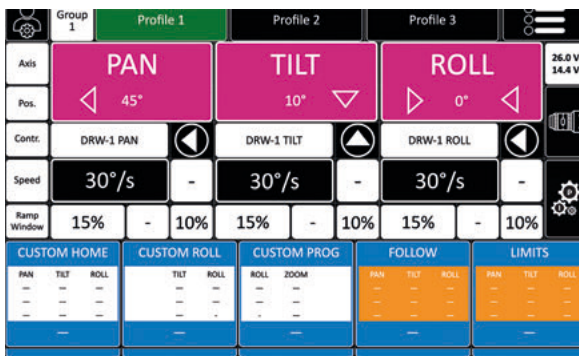 Group 1 Profile 1 Profile 2 Profile 3
Axis PAN TILT ROLL 26.0 V
14.4 V
Pos. 45° 10° 0°
Contr. DRW-1 PAN DRW-1 TILT DRW-1 ROLL
Speed 30°/s - 30°/s - 30°/s -
Ramp Window 15% - 10% 15% - 10% 15% - 10%
CUSTOM HOME CUSTOM ROLL CUSTOM PROG FOLLOW LIMITS
PAN TILT ROLL TILT ROLL ROLL ZOOM PAN TILT ROLL PAN TILT ROLL